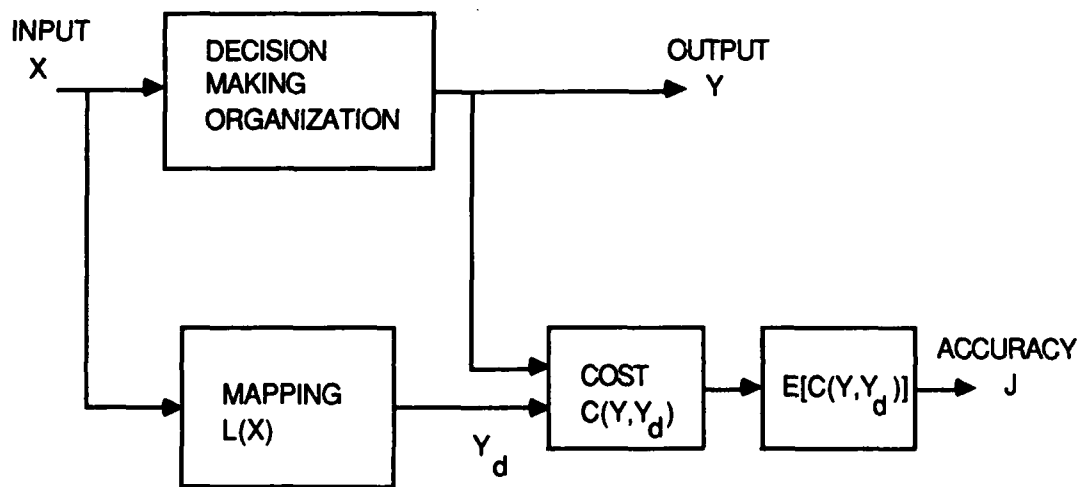 INPUT
X
DECISION
MAKING
ORGANIZATION
OUTPUT
Y
MAPPING
L(X)
Y_d
COST
C(Y,Y_d)
E[C(Y,Y_d)]
ACCURACY
J